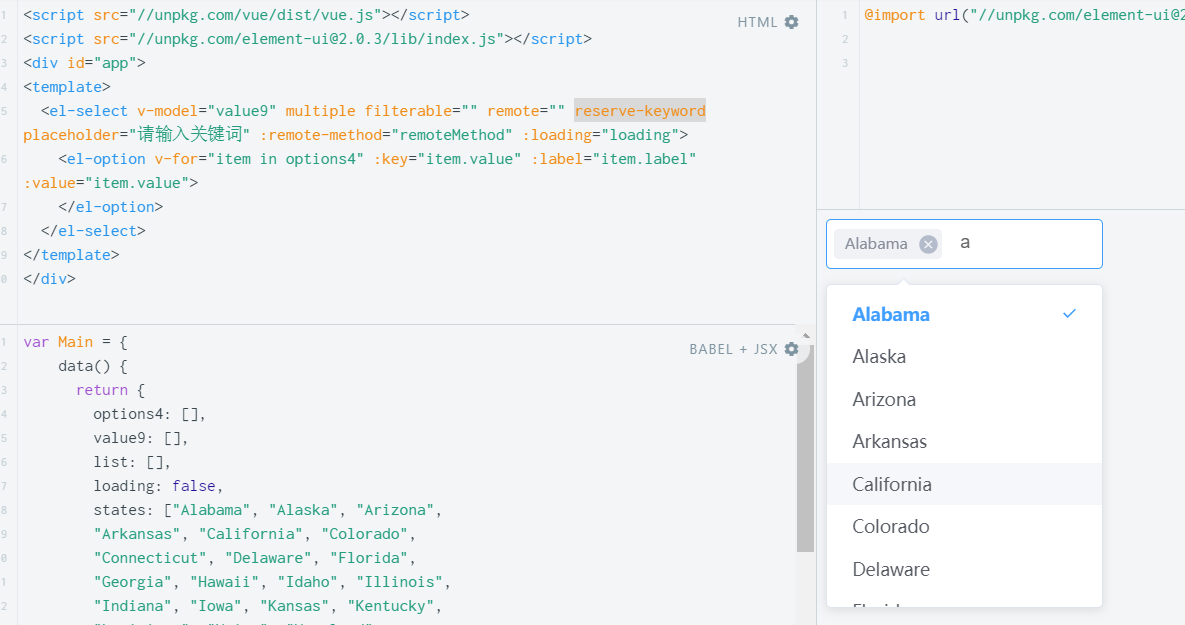 1 <script src="//unpkg.com/vue/dist/vue.js"></script>
HTML
2 <script src="//unpkg.com/element-ui@2.0.3/lib/index.js"></script>
3 <div id="app">
4 <template>
5 <el-select v-model="value9" multiple filterable="" remote="" reserve-keyword
placeholder="请输入关键词" :remote-method="remoteMethod" :loading="loading">
6 <el-option v-for="item in options4" :key="item.value" :label="item.label"
:value="item.value">
7 </el-option>
8 </el-select>
9 </template>
0 </div>
1 var Main = {
BABEL + JSX
2 data() {
3 return {
4 options4: [],
5 value9: [],
6 list: [],
7 loading: false,
8 states: ["Alabama", "Alaska", "Arizona",
9 "Arkansas", "California", "Colorado",
0 "Connecticut", "Delaware", "Florida",
1 "Georgia", "Hawaii", "Idaho", "Illinois",
2 "Indiana", "Iowa", "Kansas", "Kentucky",
1 @import url("//unpkg.com/element-ui@2
2
3
Alabama a
Alabama
Alaska
Arizona
Arkansas
California
Colorado
Delaware